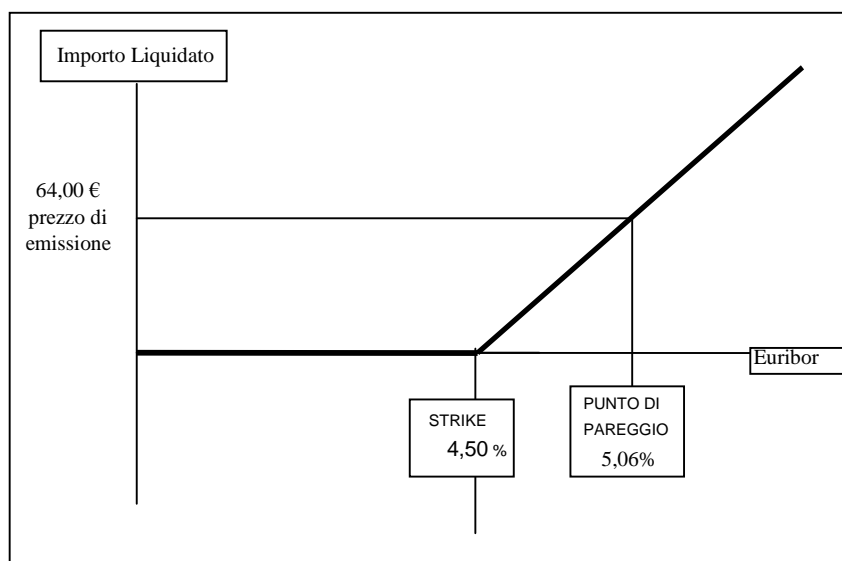 Importo Liquidato
64,00 €
prezzo di
emissione
Euribor
STRIKE
4,50 %
PUNTO DI
PAREGGIO
5,06%